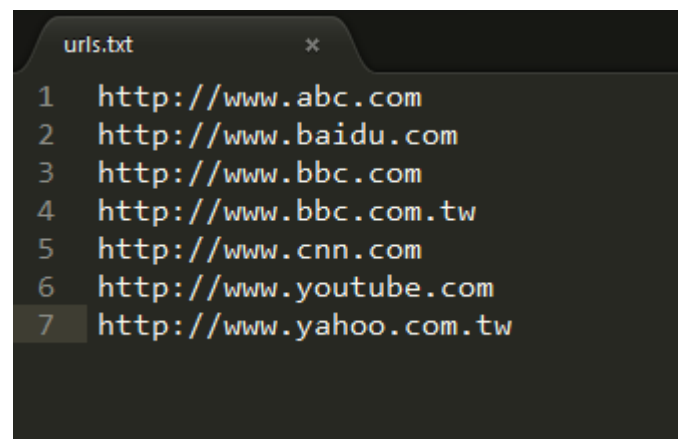 urls.txt ×
1 http://www.abc.com
2 http://www.baidu.com
3 http://www.bbc.com
4 http://www.bbc.com.tw
5 http://www.cnn.com
6 http://www.youtube.com
7 http://www.yahoo.com.tw